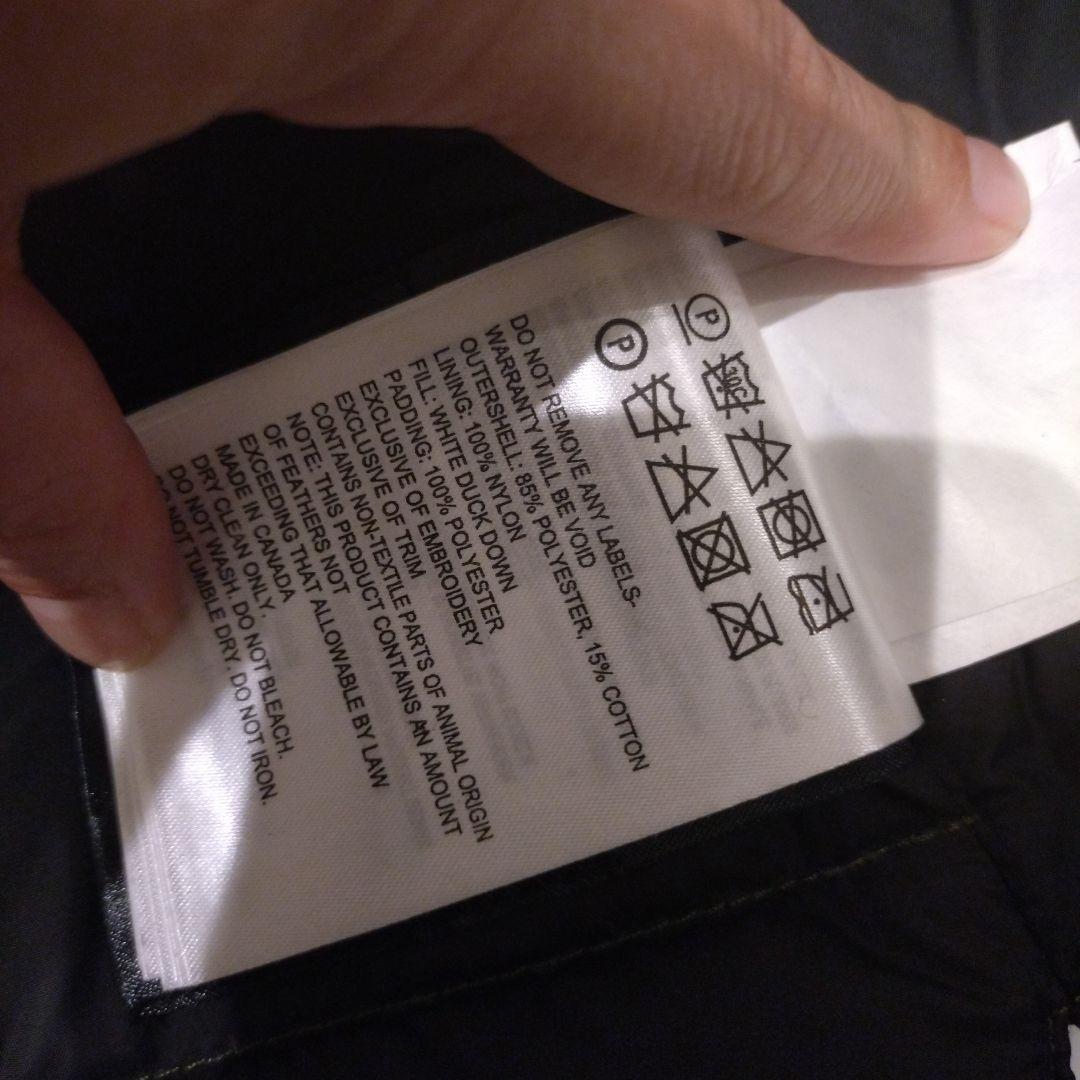 P
P
DO NOT REMOVE ANY LABELS-
WARRANTY WILL BE VOID
OUTERSHELL: 85% POLYESTER, 15% COTTON
LINING: 100% NYLON
FILL: WHITE DUCK DOWN
PADDING: 100% POLYESTER
EXCLUSIVE OF EMBROIDERY
EXCLUSIVE OF TRIM
CONTAINS NON-TEXTILE PARTS OF ANIMAL ORIGIN
NOTE: THIS PRODUCT CONTAINS AN AMOUNT
OF FEATHERS NOT
EXCEEDING THAT ALLOWABLE BY LAW
MADE IN CANADA
DRY CLEAN ONLY.
DO NOT WASH. DO NOT BLEACH.
DO NOT TUMBLE DRY. DO NOT IRON.